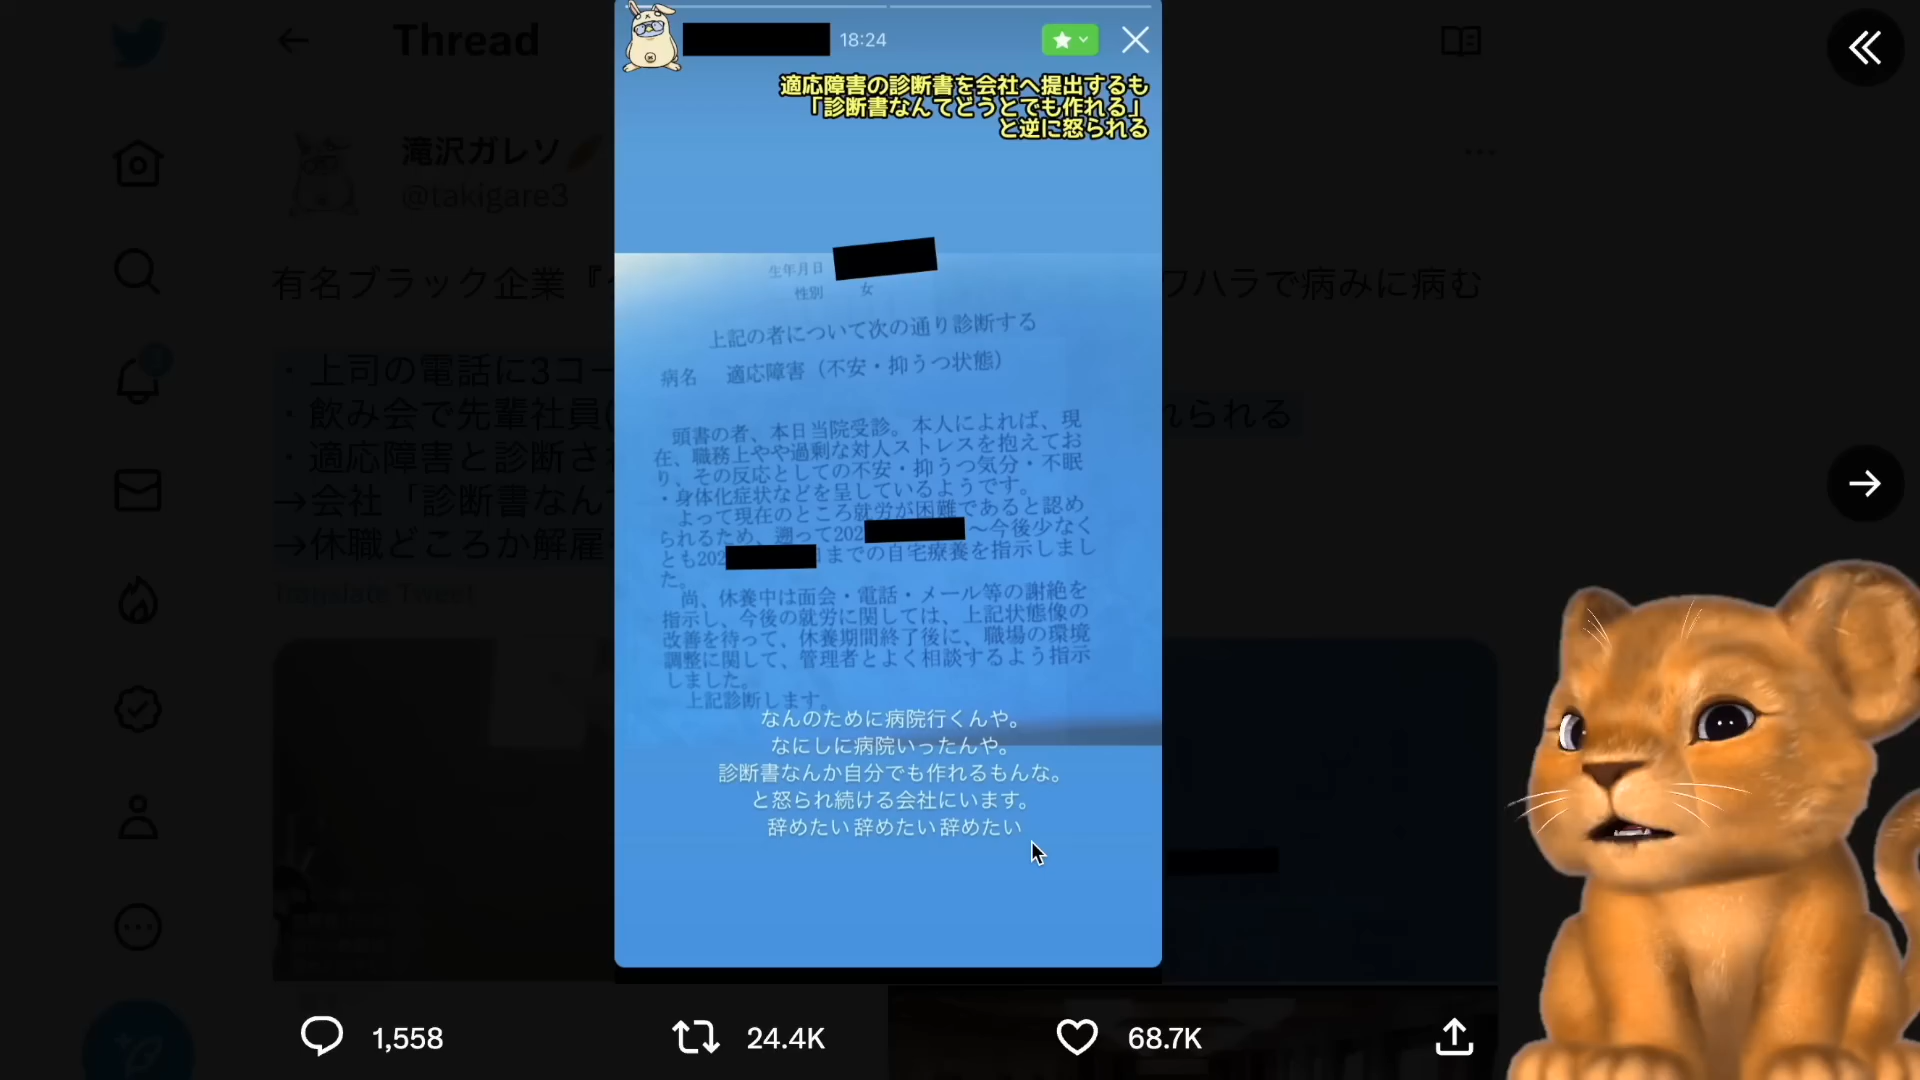 Thread
18:24
滝沢ガレソ
@takigare3
適応障害の診断書を会社へ提出するも
「診断書なんてどうとでも作れる」
と逆に怒られる
有名ブラック企業『
ワハラで病みに病む
・上司の電話に3コー
・飲み会で先輩社員(
れられる
・適応障害と診断さ
→会社「診断書なん
→休職どころか解雇
Translate Tweet
生年月日
性別 女
上記の者について次の通り診断する
病名 適応障害（不安・抑うつ状態）
頭書の者、本日当院受診。本人によれば、現
在、職務上やや過剰な対人ストレスを抱えてお
り、その反応としての不安・抑うつ気分・不眠
・身体化症状などを呈しているようです。
よって現在のところ就労が困難であると認め
られるため、遡って202 ～今後少なく
とも202 日までの自宅療養を指示しまし
た。
尚、休養中は面会・電話・メール等の謝絶を
指示し、今後の就労に関しては、上記状態像の
改善を待って、休養期間終了後に、職場の環境
調整に関して、管理者とよく相談するよう指示
しました。
上記診断します。
なんのために病院行くんや。
なにしに病院いったんや。
診断書なんか自分でも作れるもんな。
と怒られ続ける会社にいます。
辞めたい辞めたい辞めたい
1,558
24.4K
68.7K